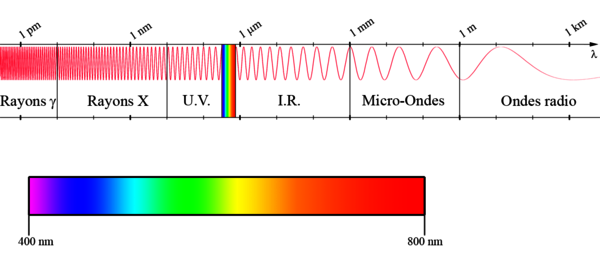 1 pm 1 nm 1 μm 1 mm 1 m 1 km
λ
Rayons γ Rayons X U.V. I.R. Micro-Ondes Ondes radio
400 nm 800 nm